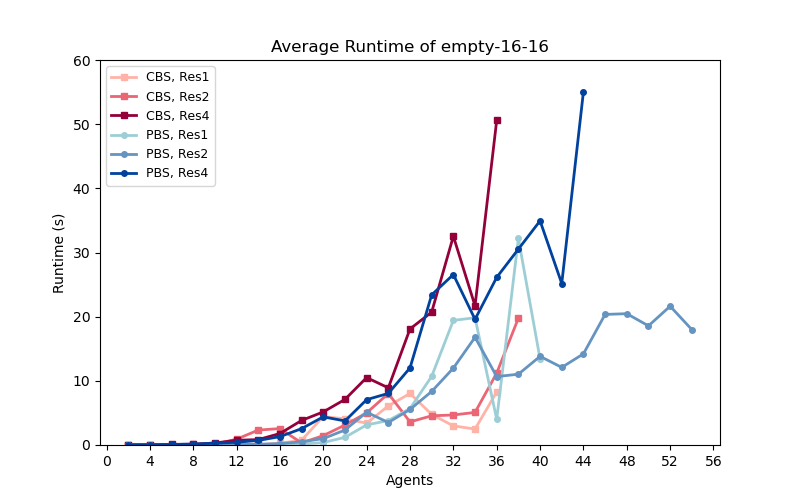 Average Runtime of empty-16-16
60
50
40
30
20
10
0
Runtime (s)
CBS, Res1
CBS, Res2
CBS, Res4
PBS, Res1
PBS, Res2
PBS, Res4
0 4 8 12 16 20 24 28 32 36 40 44 48 52 56
Agents